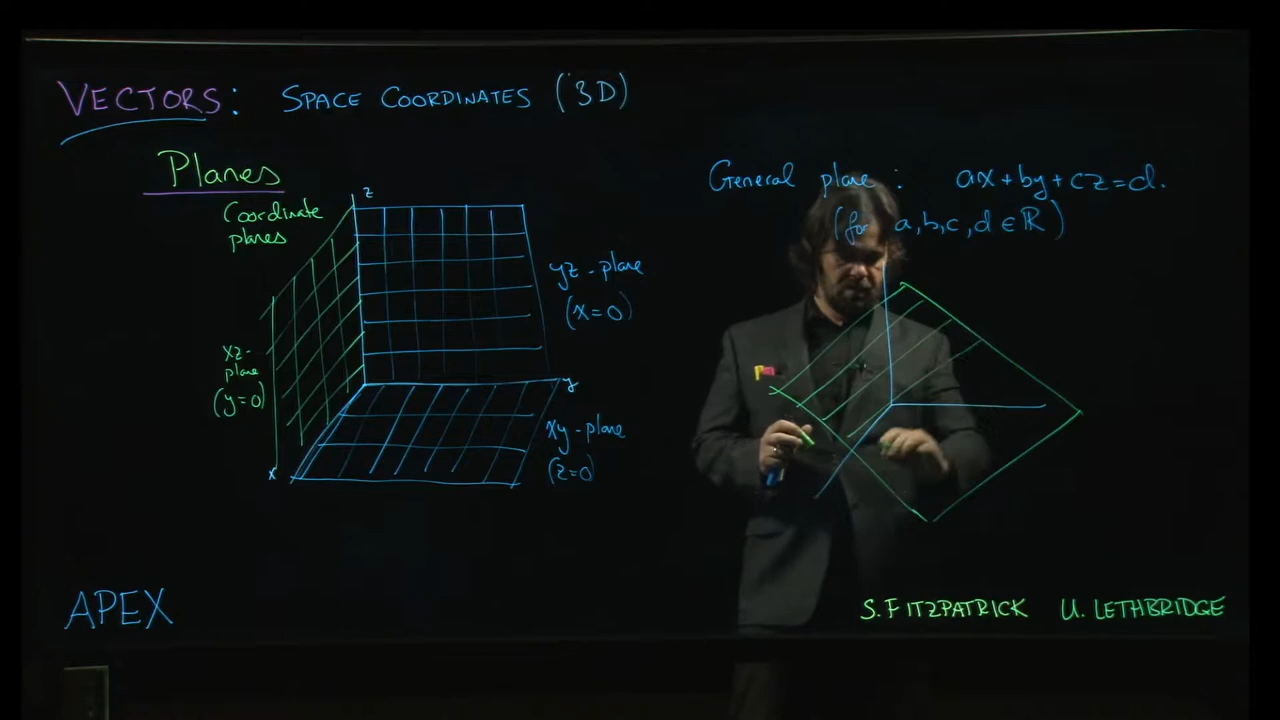 VECTORS: SPACE COORDINATES (3D)
Planes
Coordinate
planes
z
yz-plane
(x=0)
xz-
plane
(y=0)
y
xy-plane
(z=0)
x
General plane: ax+by+cz=d.
(for a,b,c,d ∈ ℝ)
APEX
S. FITZPATRICK U. LETHBRIDGE